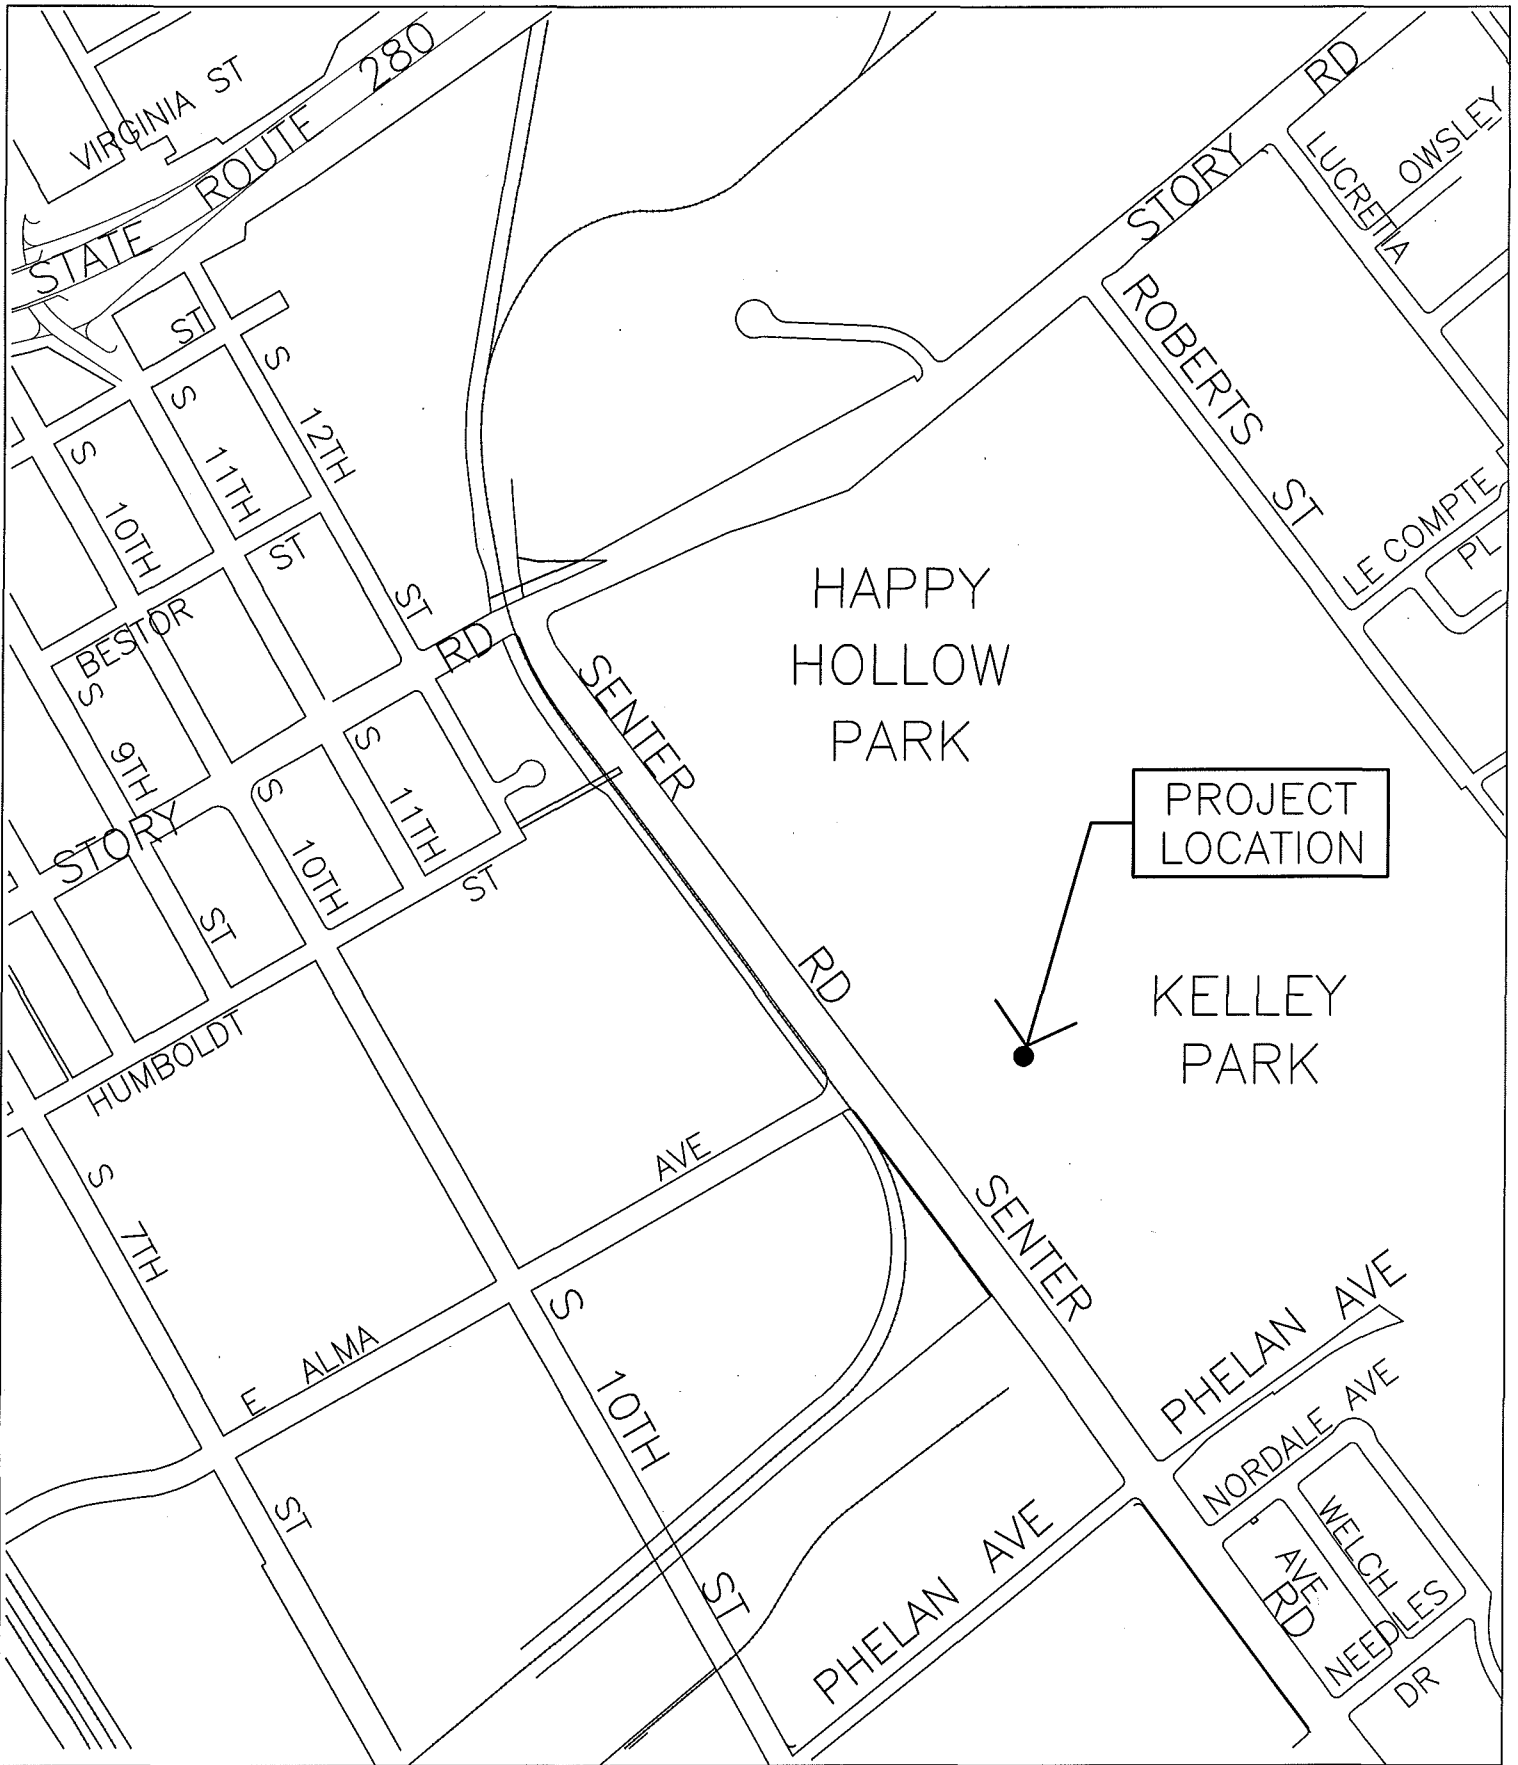 VIRGINIA ST
STATE ROUTE 280
STORY RD
LUCRETIA
OWSLEY
ROBERTS ST
LE COMPTE
PL
ST
S 12TH ST
S 11TH
ST
S 10TH
BESTOR
S 9TH
ST
STORY
RD
S 10TH
S 11TH
ST
HUMBOLDT
HAPPY
HOLLOW
PARK
SENTER
RD
PROJECT
LOCATION
KELLEY
PARK
S 7TH
ST
E ALMA
AVE
S 10TH
ST
SENTER
RD
PHELAN AVE
PHELAN AVE
NORDALE AVE
WELCH
AVE
NEEDLES
DR